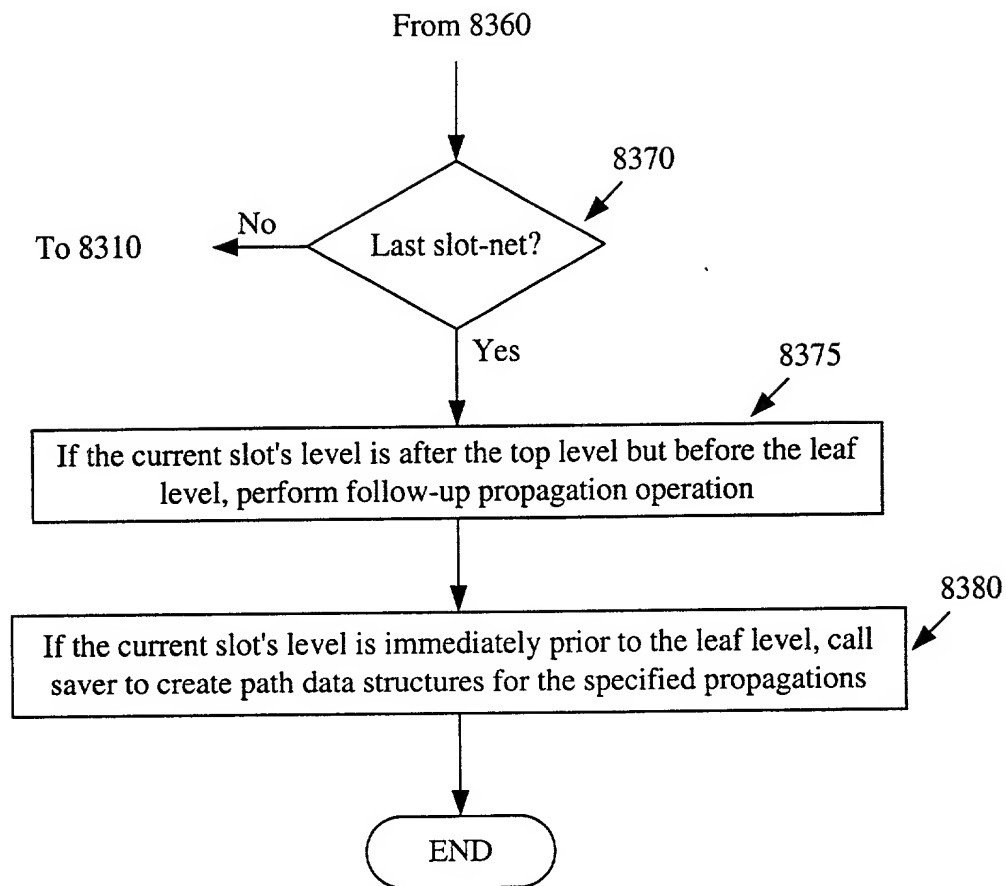 From 8360
8370
No
To 8310
Last slot-net?
Yes
8375
If the current slot's level is after the top level but before the leaf
level, perform follow-up propagation operation
8380
If the current slot's level is immediately prior to the leaf level, call
saver to create path data structures for the specified propagations
END